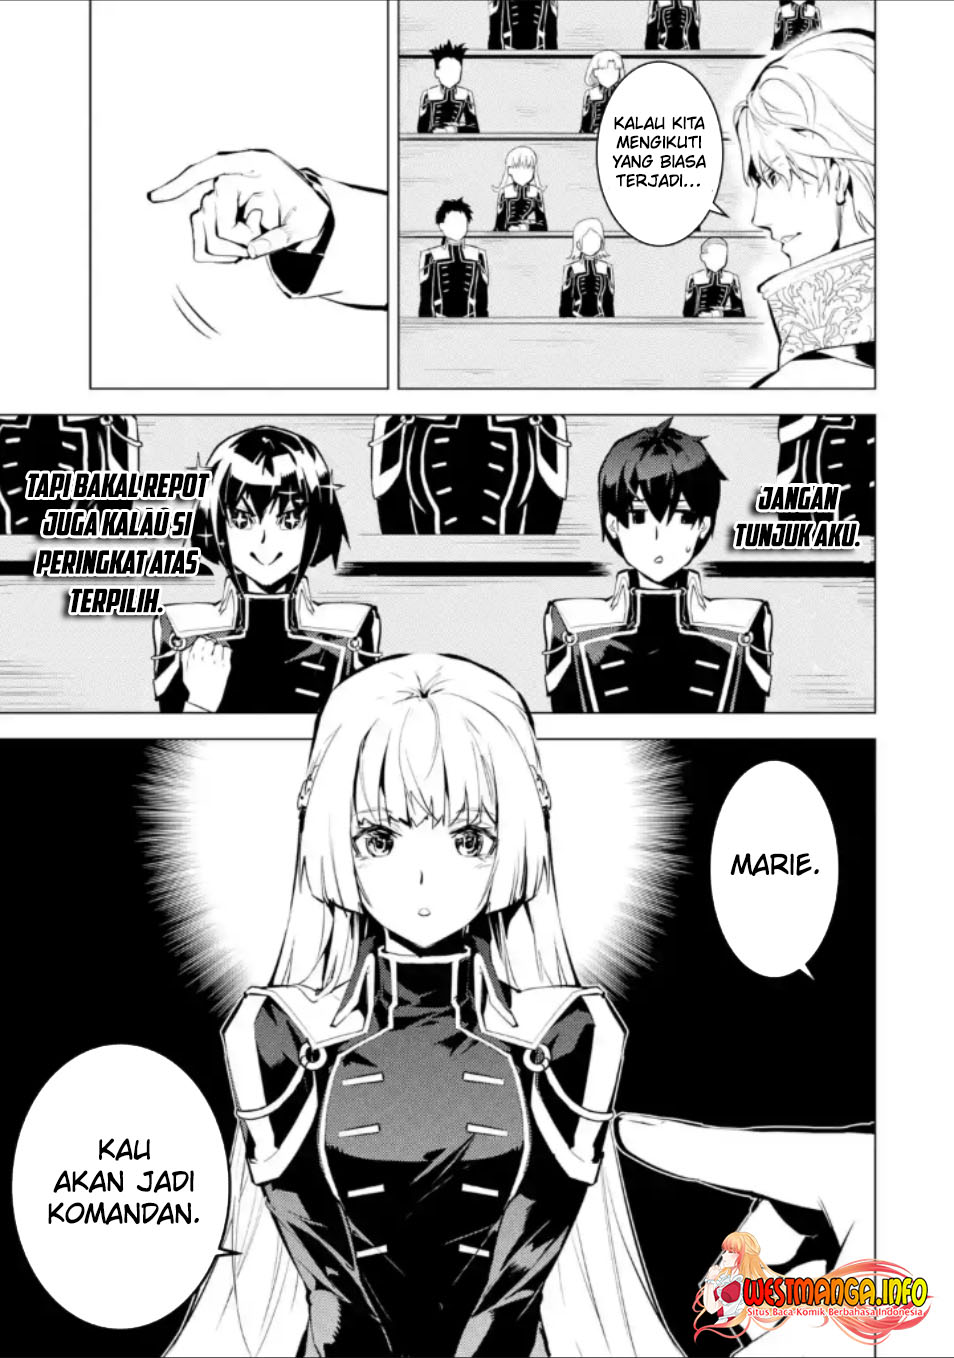 KALAU KITA
MENGIKUTI
YANG BIASA
TERJADI...
JANGAN
TUNJUK AKU.
TAPI BAKAL REPOT
JUGA KALAU SI
PERINGKAT ATAS
TERPILIH.
MARIE.
KAU
AKAN JADI
KOMANDAN.
WESTMANGA.INFO
Situs Baca Komik Berbahasa Indonesia